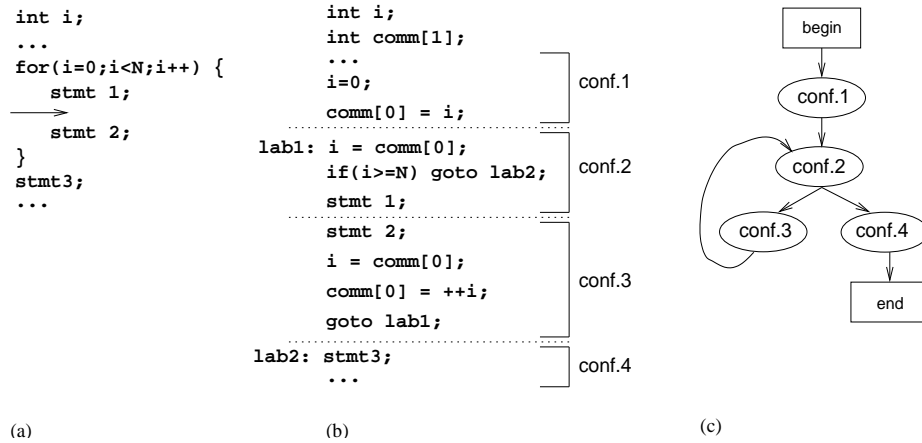 int i;
...
for(i=0;i<N;i++) {
stmt 1;
stmt 2;
}
stmt3;
...
(a)
int i;
int comm[1];
...
i=0;
comm[0] = i;
conf.1
lab1: i = comm[0];
if(i>=N) goto lab2;
stmt 1;
conf.2
stmt 2;
i = comm[0];
comm[0] = ++i;
goto lab1;
conf.3
lab2: stmt3;
...
conf.4
(b)
begin
conf.1
conf.2
conf.3
conf.4
end
(c)